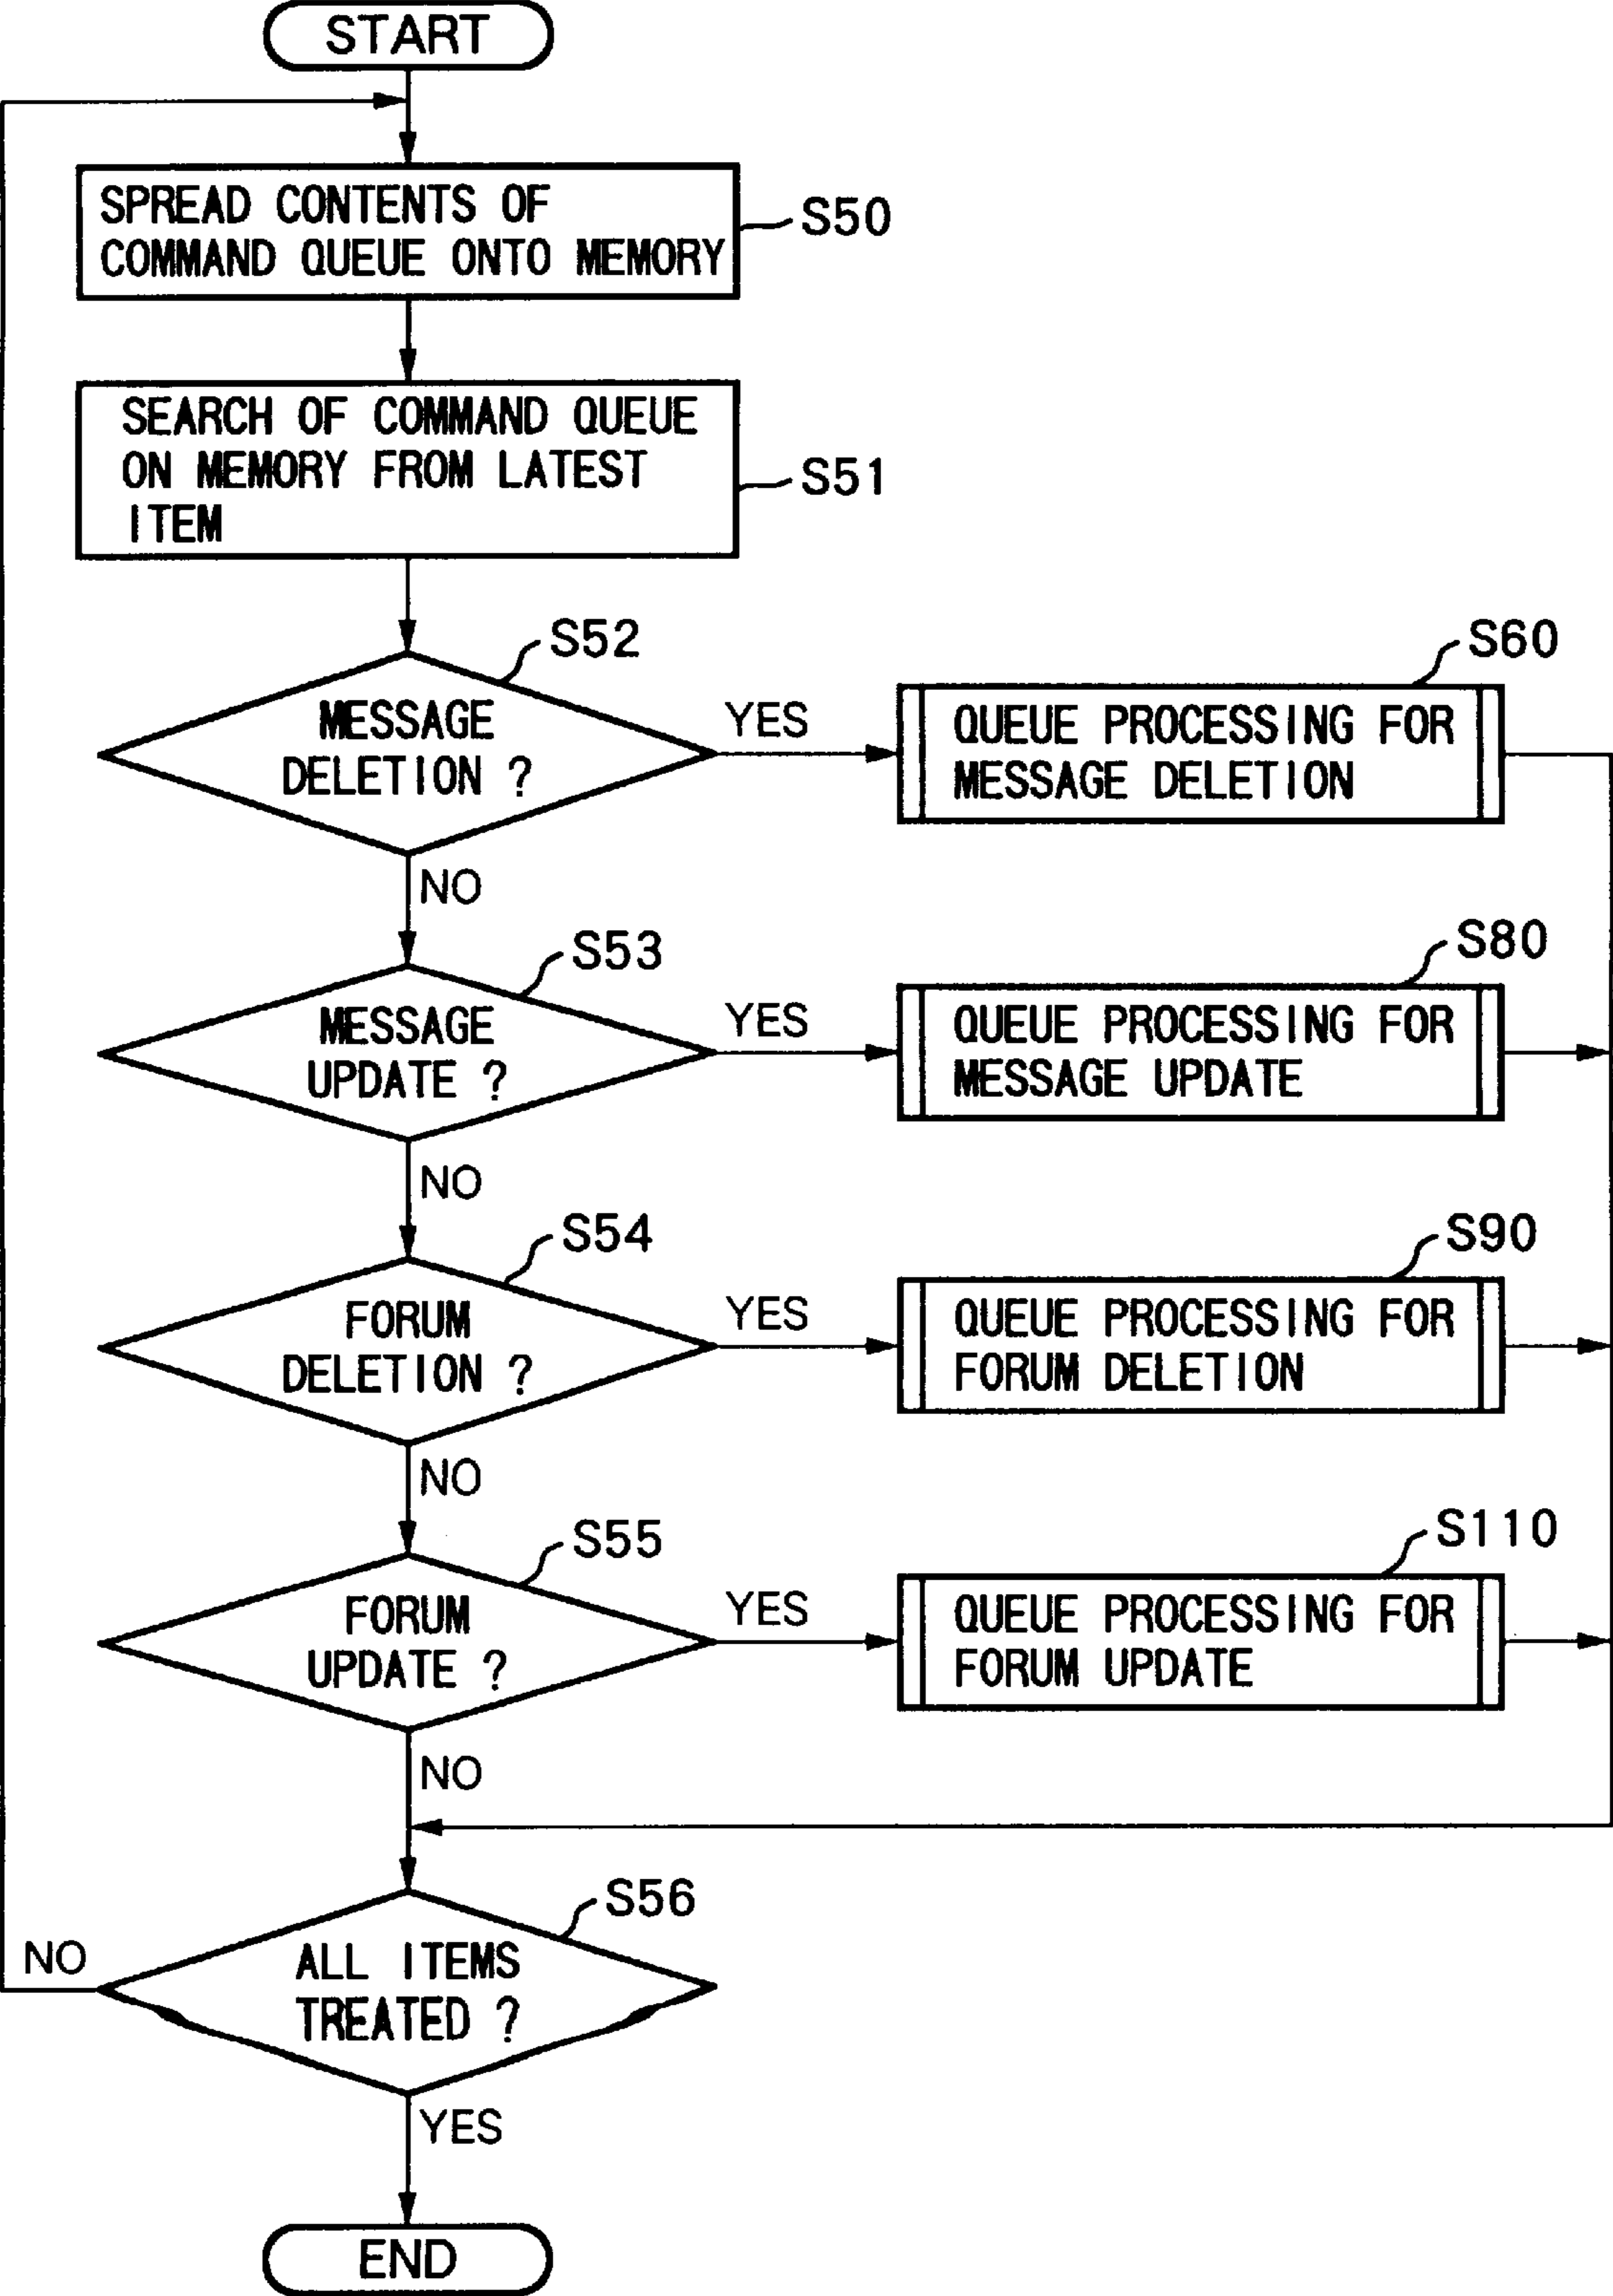 START
SPREAD CONTENTS OF
COMMAND QUEUE ONTO MEMORY
S50
SEARCH OF COMMAND QUEUE
ON MEMORY FROM LATEST
ITEM
S51
S52
MESSAGE
DELETION ?
YES
S60
QUEUE PROCESSING FOR
MESSAGE DELETION
NO
S53
MESSAGE
UPDATE ?
YES
S80
QUEUE PROCESSING FOR
MESSAGE UPDATE
NO
S54
FORUM
DELETION ?
YES
S90
QUEUE PROCESSING FOR
FORUM DELETION
NO
S55
FORUM
UPDATE ?
YES
S110
QUEUE PROCESSING FOR
FORUM UPDATE
NO
S56
ALL ITEMS
TREATED ?
NO
YES
END